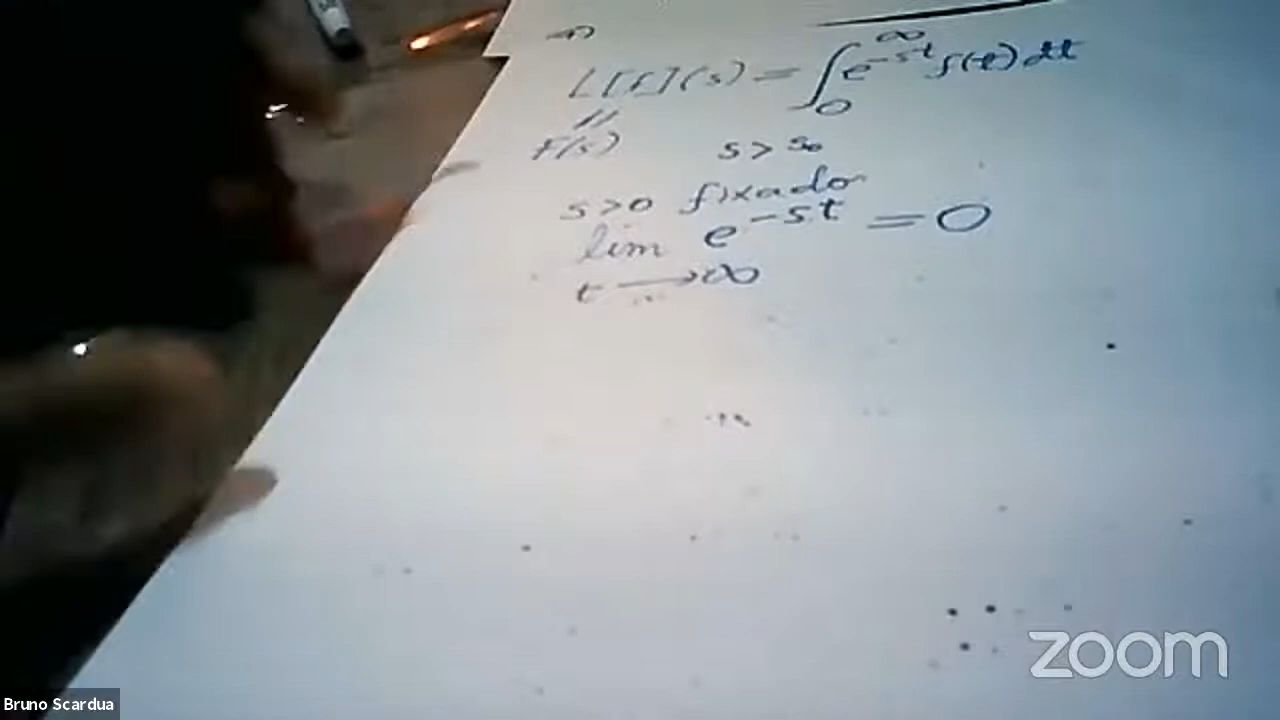 L[f](s) = ∫₀^∞ e^{-st} f(t) dt
||
F(s) s > s₀
s>0 fixado
lim e^{-st} = 0
t → ∞
zoom
Bruno Scardua